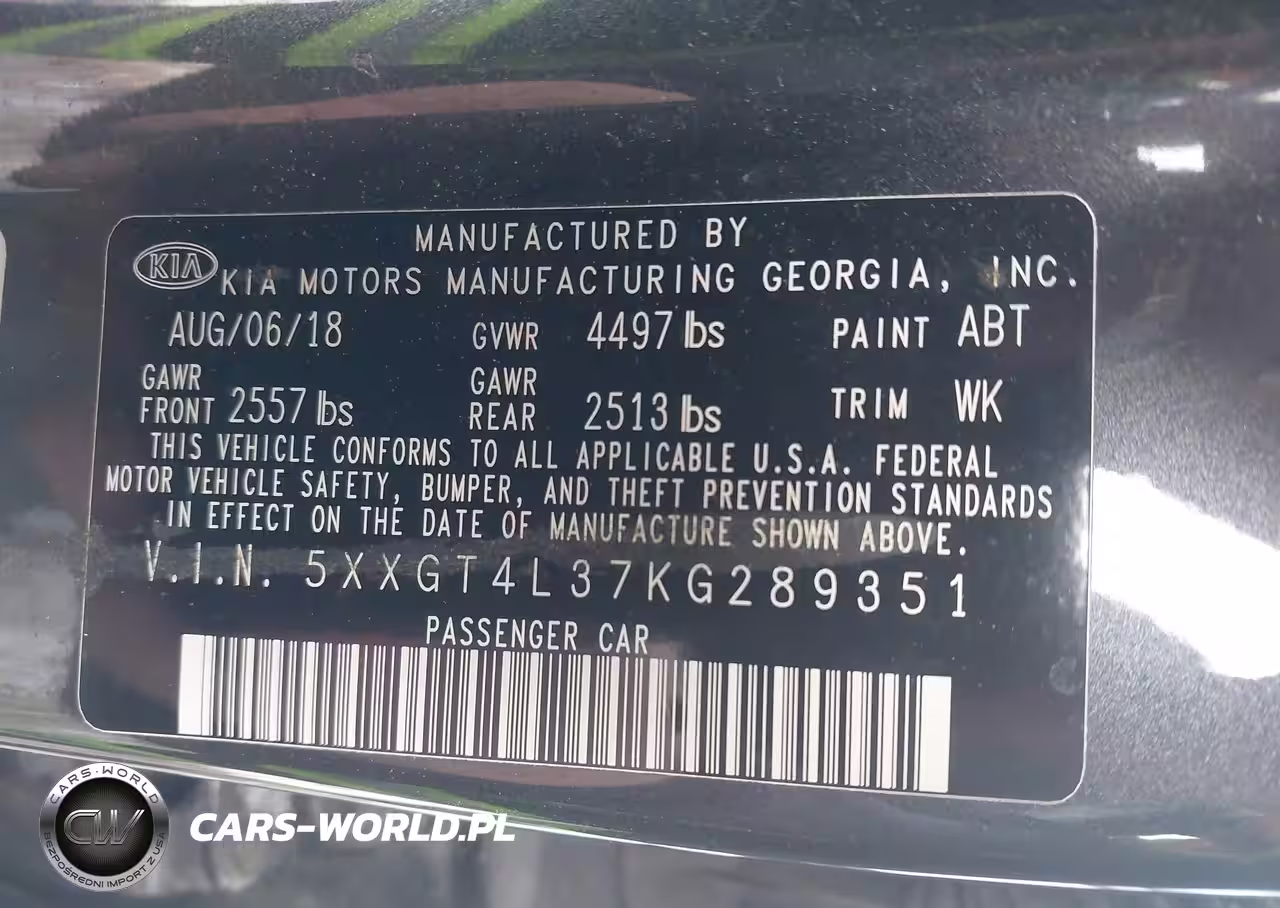 MANUFACTURED BY
KIA KIA MOTORS MANUFACTURING GEORGIA, INC.
AUG/06/18 GVWR 4497 lbs PAINT ABT
GAWR FRONT 2557 lbs GAWR REAR 2513 lbs TRIM WK
THIS VEHICLE CONFORMS TO ALL APPLICABLE U.S.A. FEDERAL
MOTOR VEHICLE SAFETY, BUMPER, AND THEFT PREVENTION STANDARDS
IN EFFECT ON THE DATE OF MANUFACTURE SHOWN ABOVE.
V.I.N. 5XXGT4L37KG289351
PASSENGER CAR
CARS-WORLD
CW
BEZPOŚREDNI IMPORT Z USA
CARS-WORLD.PL